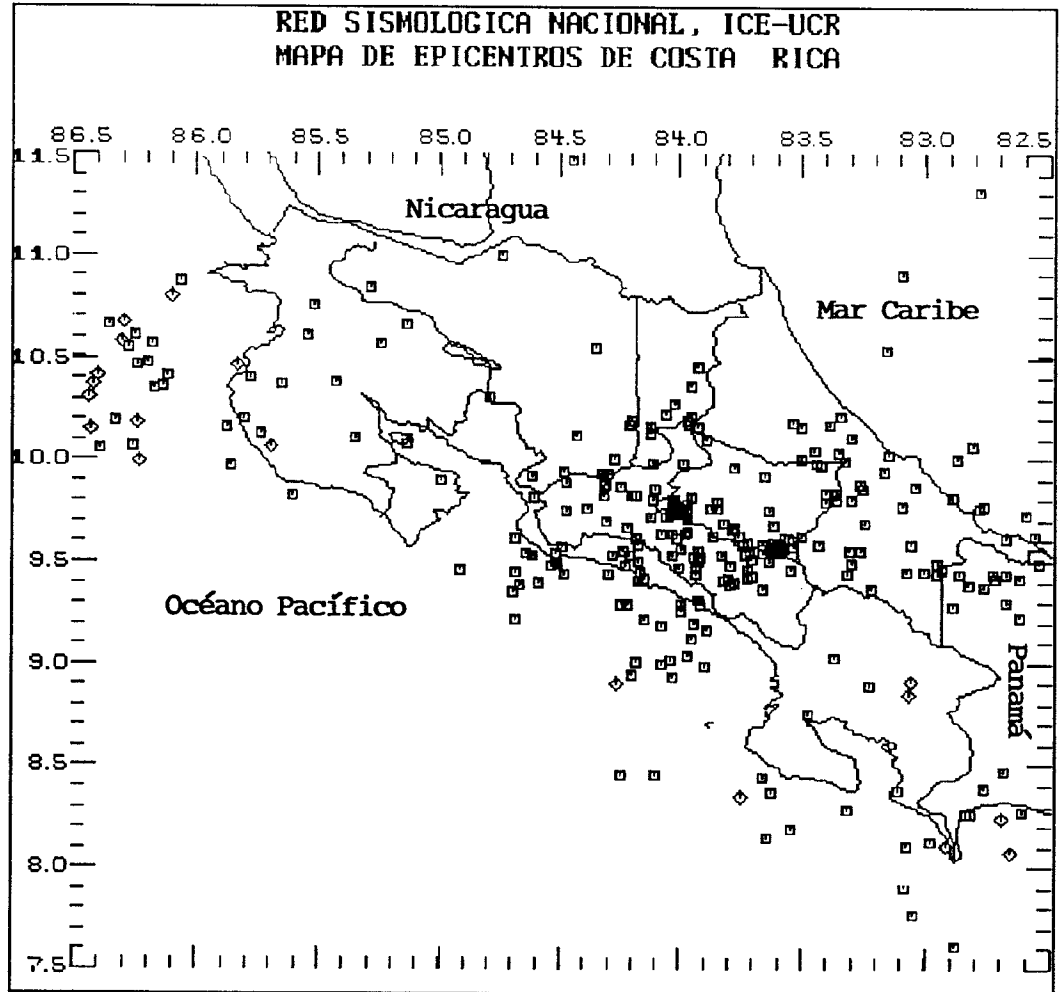 RED SISMOLOGICA NACIONAL, ICE-UCR
MAPA DE EPICENTROS DE COSTA RICA
86.5 86.0 85.5 85.0 84.5 84.0 83.5 83.0 82.5
11.5
Nicaragua
11.0
Mar Caribe
10.5
10.0
9.5
Océano Pacífico
9.0
Panamá
8.5
8.0
7.5